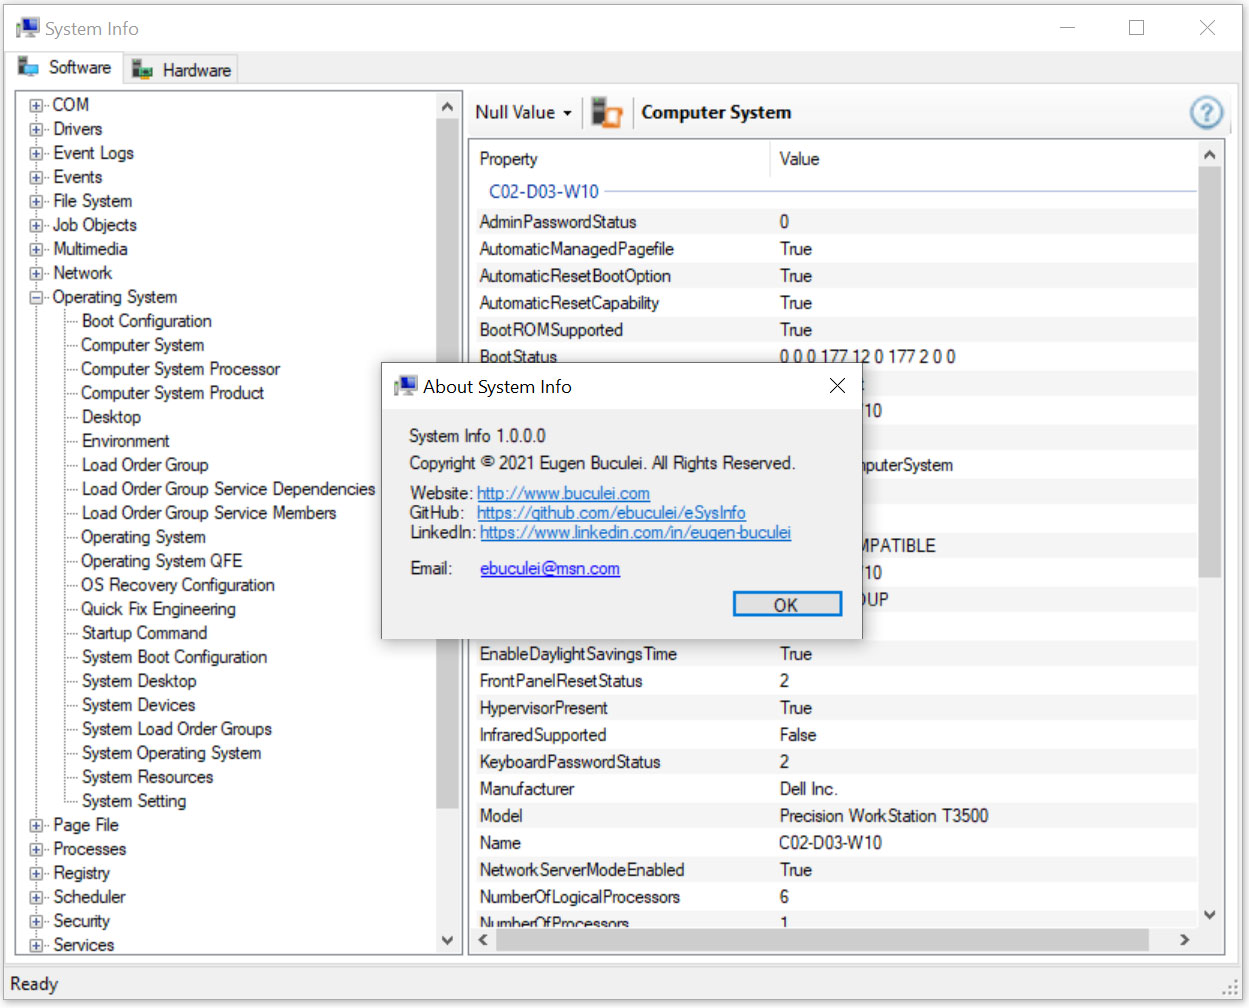 System Info
Software
Hardware
COM
Drivers
Event Logs
Events
File System
Job Objects
Multimedia
Network
Operating System
Boot Configuration
Computer System
Computer System Processor
Computer System Product
Desktop
Environment
Load Order Group
Load Order Group Service Dependencies
Load Order Group Service Members
Operating System
Operating System QFE
OS Recovery Configuration
Quick Fix Engineering
Startup Command
System Boot Configuration
System Desktop
System Devices
System Load Order Groups
System Operating System
System Resources
System Setting
Page File
Processes
Registry
Scheduler
Security
Services
Null Value
Computer System
Property Value
C02-D03-W10
AdminPasswordStatus 0
AutomaticManagedPagefile True
AutomaticResetBootOption True
AutomaticResetCapability True
BootROMSupported True
BootStatus 0 0 0 177 12 0 177 2 0 0
10
puterSystem
MPATIBLE
10
OUP
EnableDaylightSavingsTime True
FrontPanelResetStatus 2
HypervisorPresent True
InfraredSupported False
KeyboardPasswordStatus 2
Manufacturer Dell Inc.
Model Precision WorkStation T3500
Name C02-D03-W10
NetworkServerModeEnabled True
NumberOfLogicalProcessors 6
NumberOfProcessors 1
About System Info
System Info 1.0.0.0
Copyright © 2021 Eugen Buculei. All Rights Reserved.
Website: http://www.buculei.com
GitHub: https://github.com/ebuculei/eSysInfo
LinkedIn: https://www.linkedin.com/in/eugen-buculei
Email: ebuculei@msn.com
OK
Ready